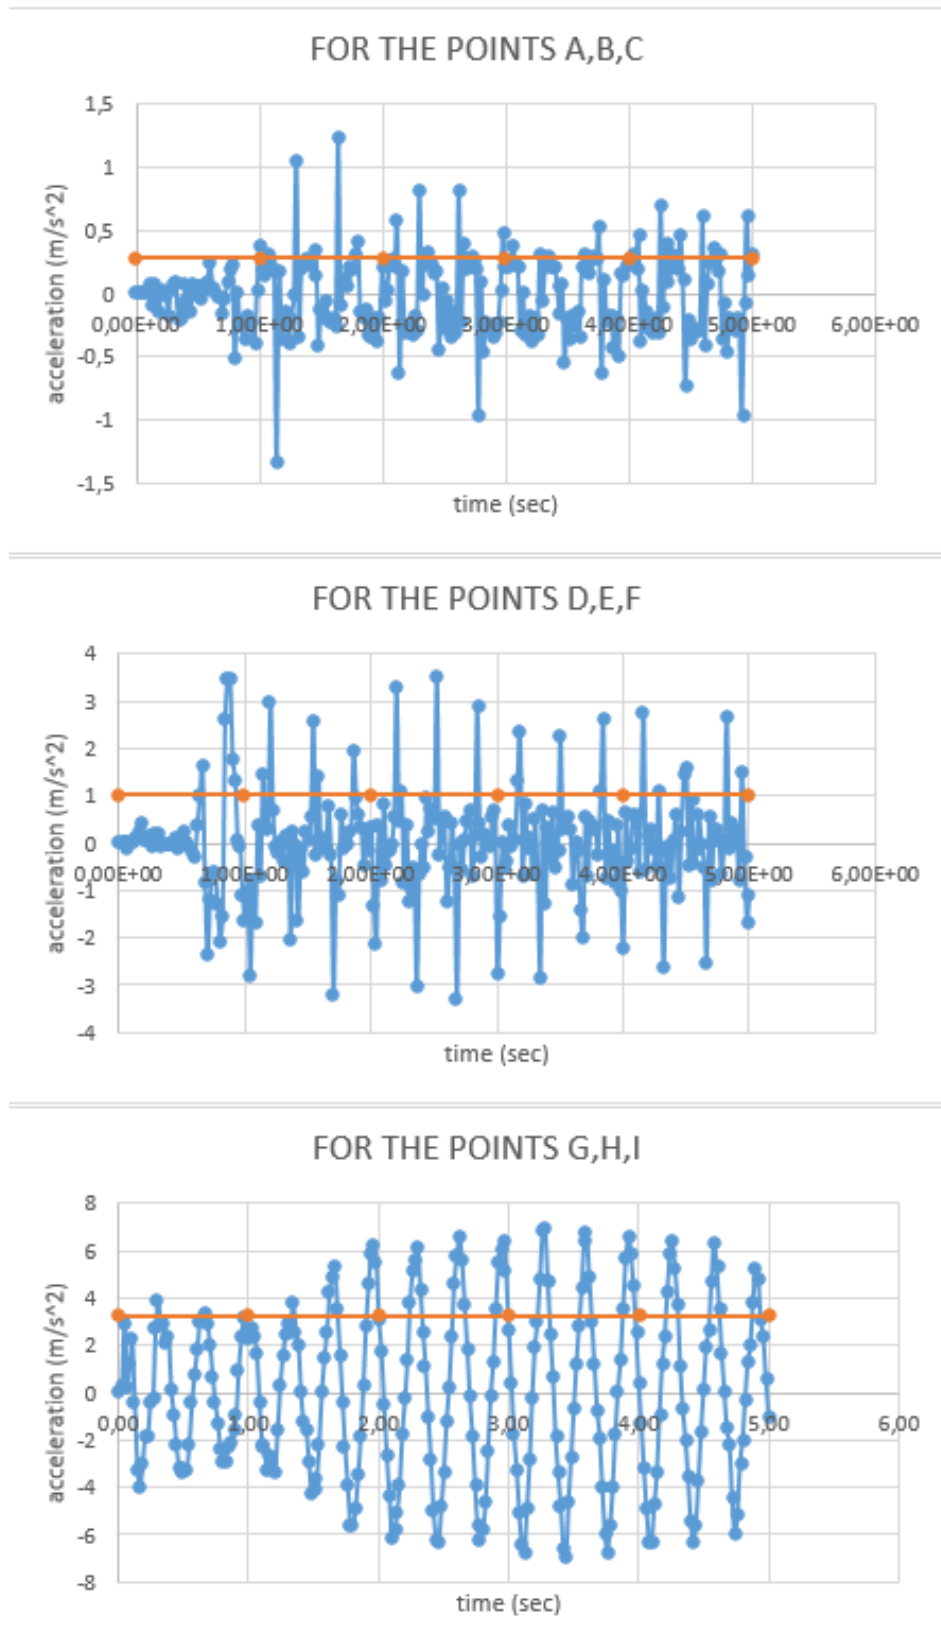 FOR THE POINTS A,B,C
1,5
1
0,5
0
-0,5
-1
-1,5
acceleration (m/s^2)
0,00E+00 1,00E+00 2,00E+00 3,00E+00 4,00E+00 5,00E+00 6,00E+00
time (sec)
FOR THE POINTS D,E,F
4
3
2
1
0
-1
-2
-3
-4
acceleration (m/s^2)
0,00E+00 1,00E+00 2,00E+00 3,00E+00 4,00E+00 5,00E+00 6,00E+00
time (sec)
FOR THE POINTS G,H,I
8
6
4
2
0
-2
-4
-6
-8
acceleration (m/s^2)
0,00 1,00 2,00 3,00 4,00 5,00 6,00
time (sec)